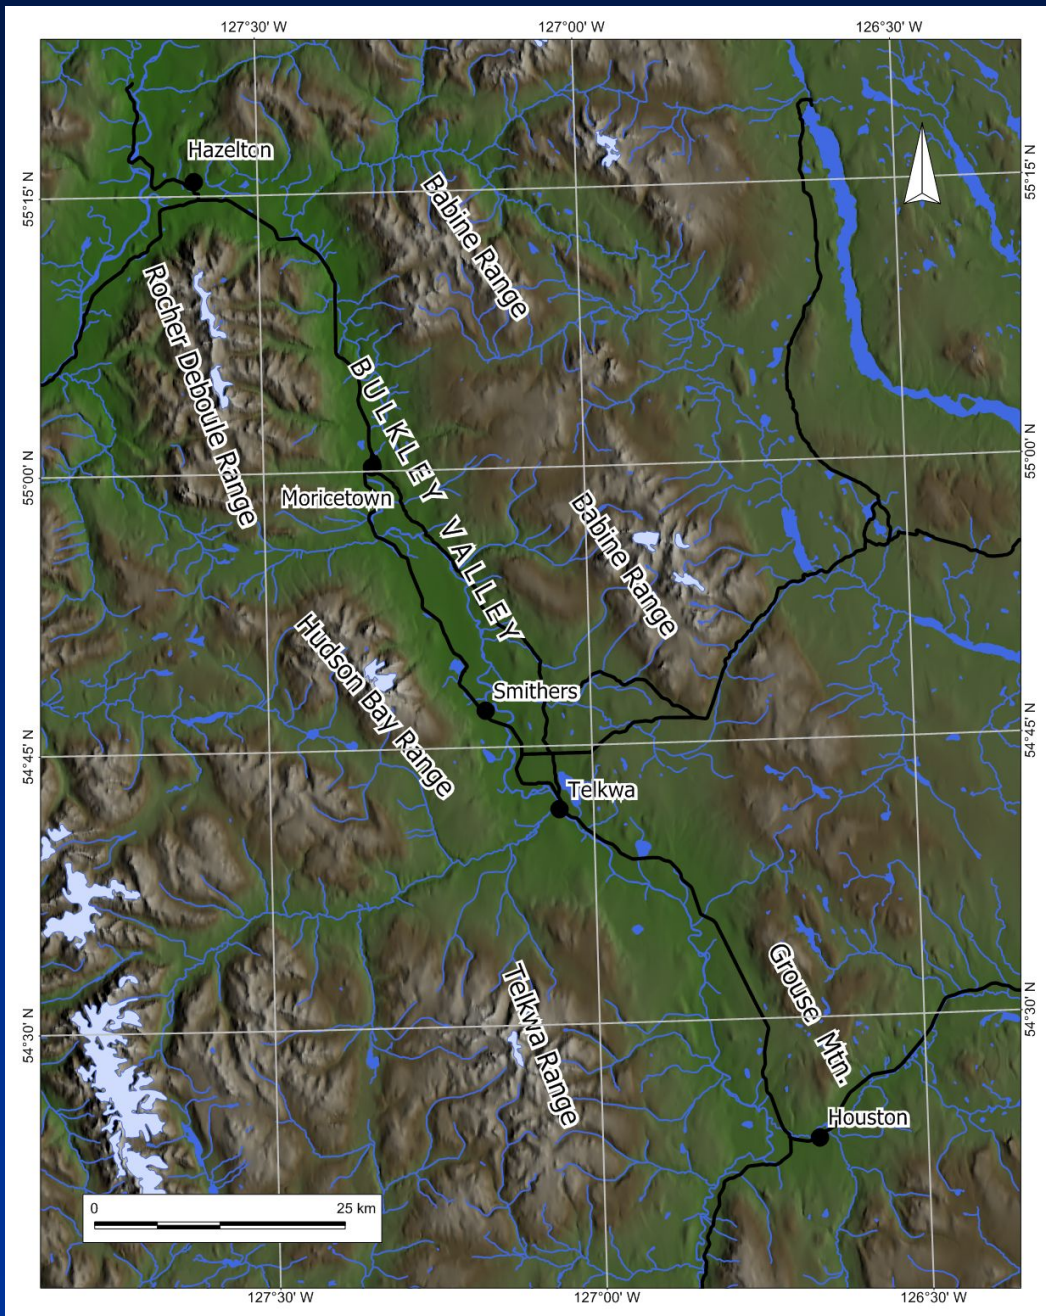 127°30' W
127°00' W
126°30' W
Hazelton
55°15' N
55°15' N
Babine Range
Rocher Deboule Range
BULKLEY VALLEY
55°00' N
55°00' N
Moricetown
Babine Range
Hudson Bay Range
Smithers
54°45' N
54°45' N
Telkwa
Grouse Mtn.
Telkwa Range
54°30' N
54°30' N
Houston
0
25 km
127°30' W
127°00' W
126°30' W